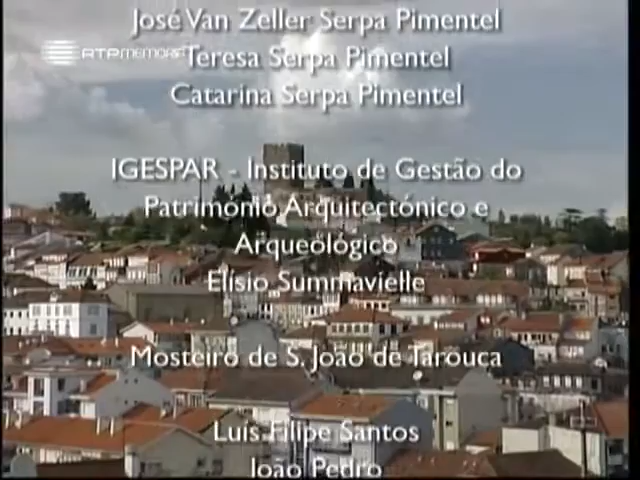 José Van Zeller Serpa Pimentel
RTP MEMÓRIA
Teresa Serpa Pimentel
Catarina Serpa Pimentel
IGESPAR - Instituto de Gestão do
Património Arquitectónico e
Arqueológico
Elísio Summavielle
Mosteiro de S. João de Tarouca
Luís Filipe Santos
João Pedro